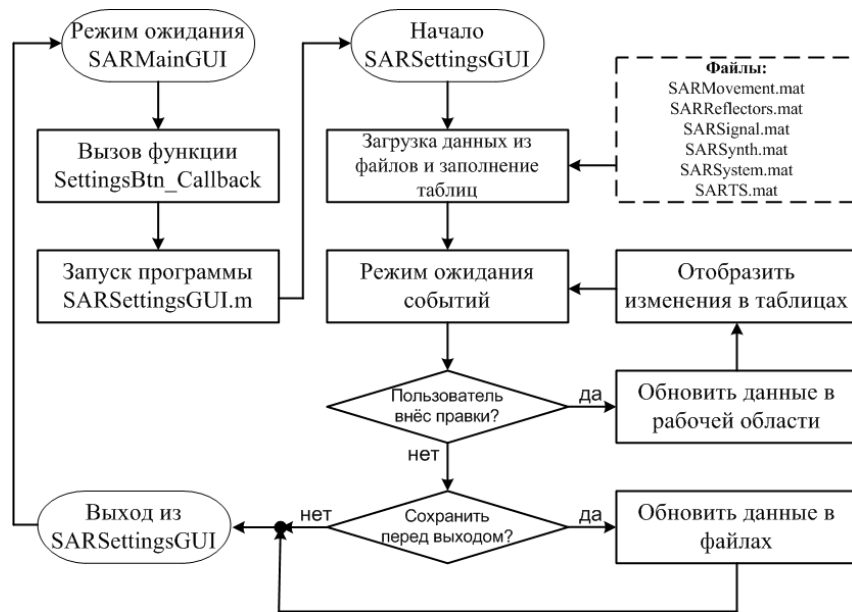 Режим ожидания
SARMainGUI
Начало
SARSettingsGUI
Файлы:
SARMovement.mat
SARReflectors.mat
SARSignal.mat
SARSynth.mat
SARSystem.mat
SARTS.mat
Вызов функции
SettingsBtn_Callback
Загрузка данных из
файлов и заполнение
таблиц
Запуск программы
SARSettingsGUI.m
Режим ожидания
событий
Отобразить
изменения в таблицах
Пользователь
внёс правки?
да
Обновить данные в
рабочей области
нет
Выход из
SARSettingsGUI
нет
Сохранить
перед выходом?
да
Обновить данные в
файлах